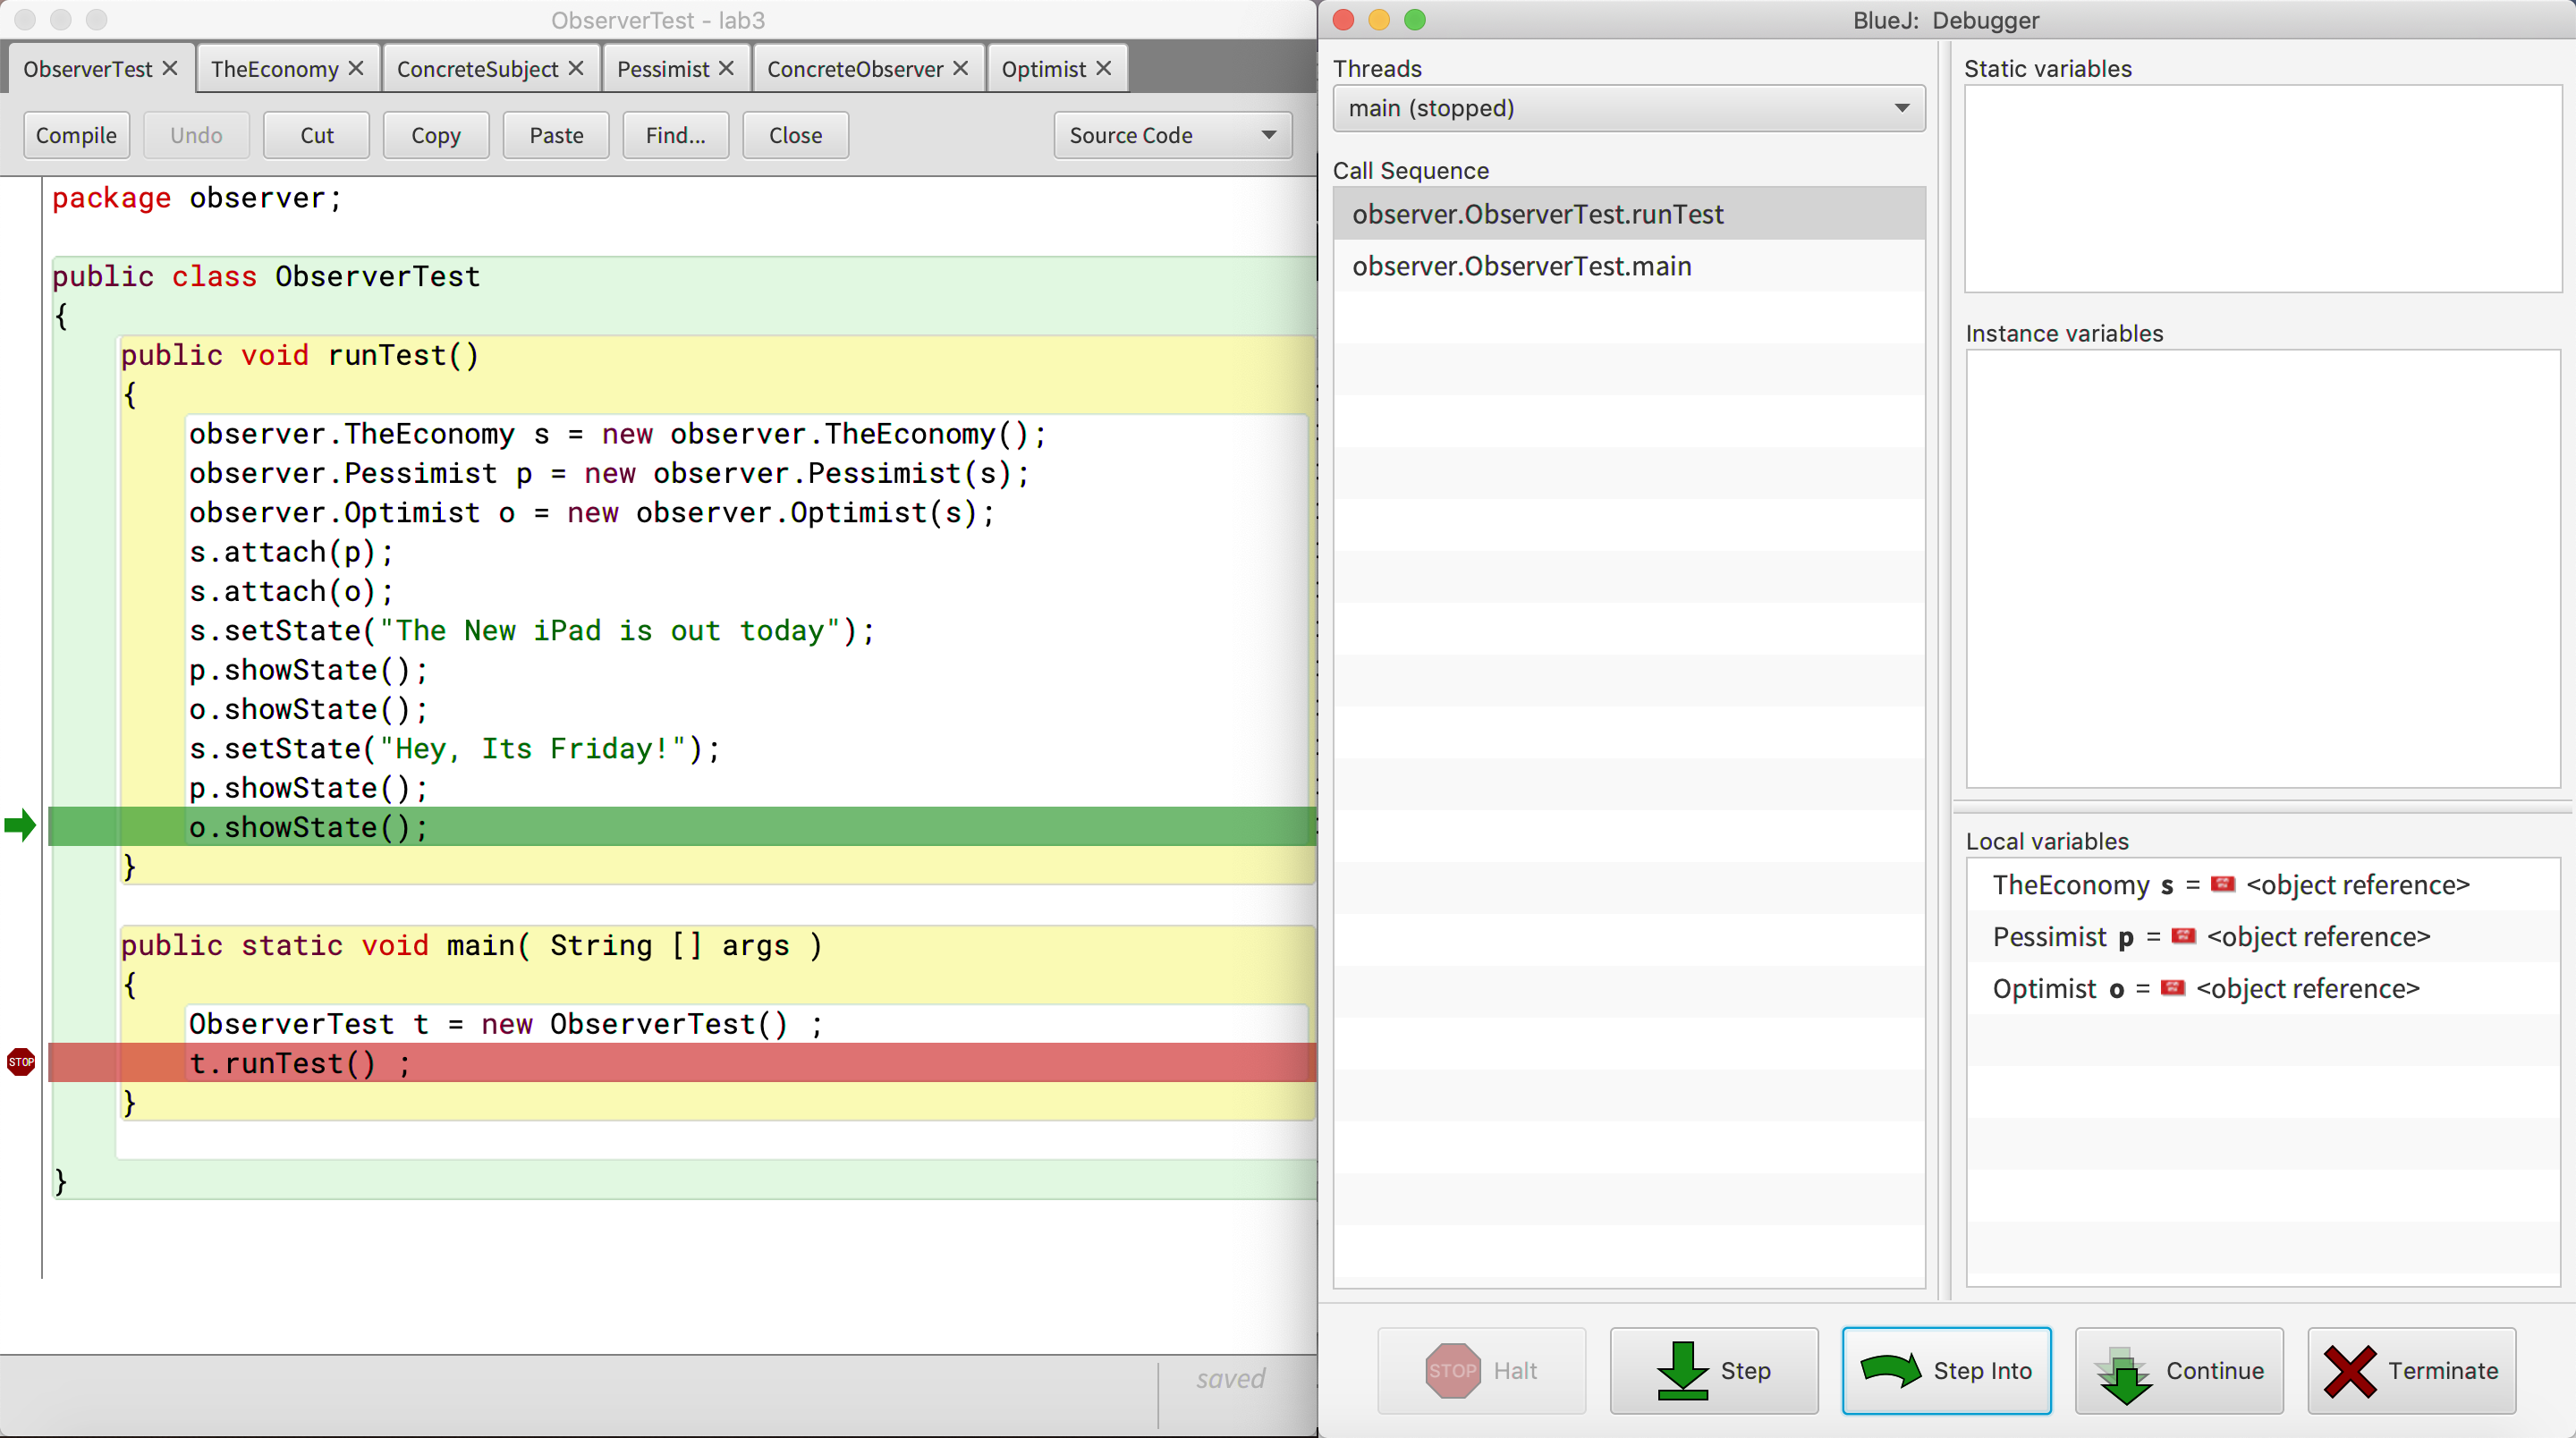 ObserverTest - lab3
ObserverTest TheEconomy ConcreteSubject Pessimist ConcreteObserver Optimist
Compile Undo Cut Copy Paste Find... Close Source Code
package observer;
public class ObserverTest
{
public void runTest()
{
observer.TheEconomy s = new observer.TheEconomy();
observer.Pessimist p = new observer.Pessimist(s);
observer.Optimist o = new observer.Optimist(s);
s.attach(p);
s.attach(o);
s.setState("The New iPad is out today");
p.showState();
o.showState();
s.setState("Hey, Its Friday!");
p.showState();
o.showState();
}
public static void main( String [] args )
{
ObserverTest t = new ObserverTest() ;
STOP t.runTest() ;
}
}
saved
BlueJ: Debugger
Threads
main (stopped)
Call Sequence
observer.ObserverTest.runTest
observer.ObserverTest.main
Static variables
Instance variables
Local variables
TheEconomy s = <object reference>
Pessimist p = <object reference>
Optimist o = <object reference>
STOP Halt Step Step Into Continue Terminate